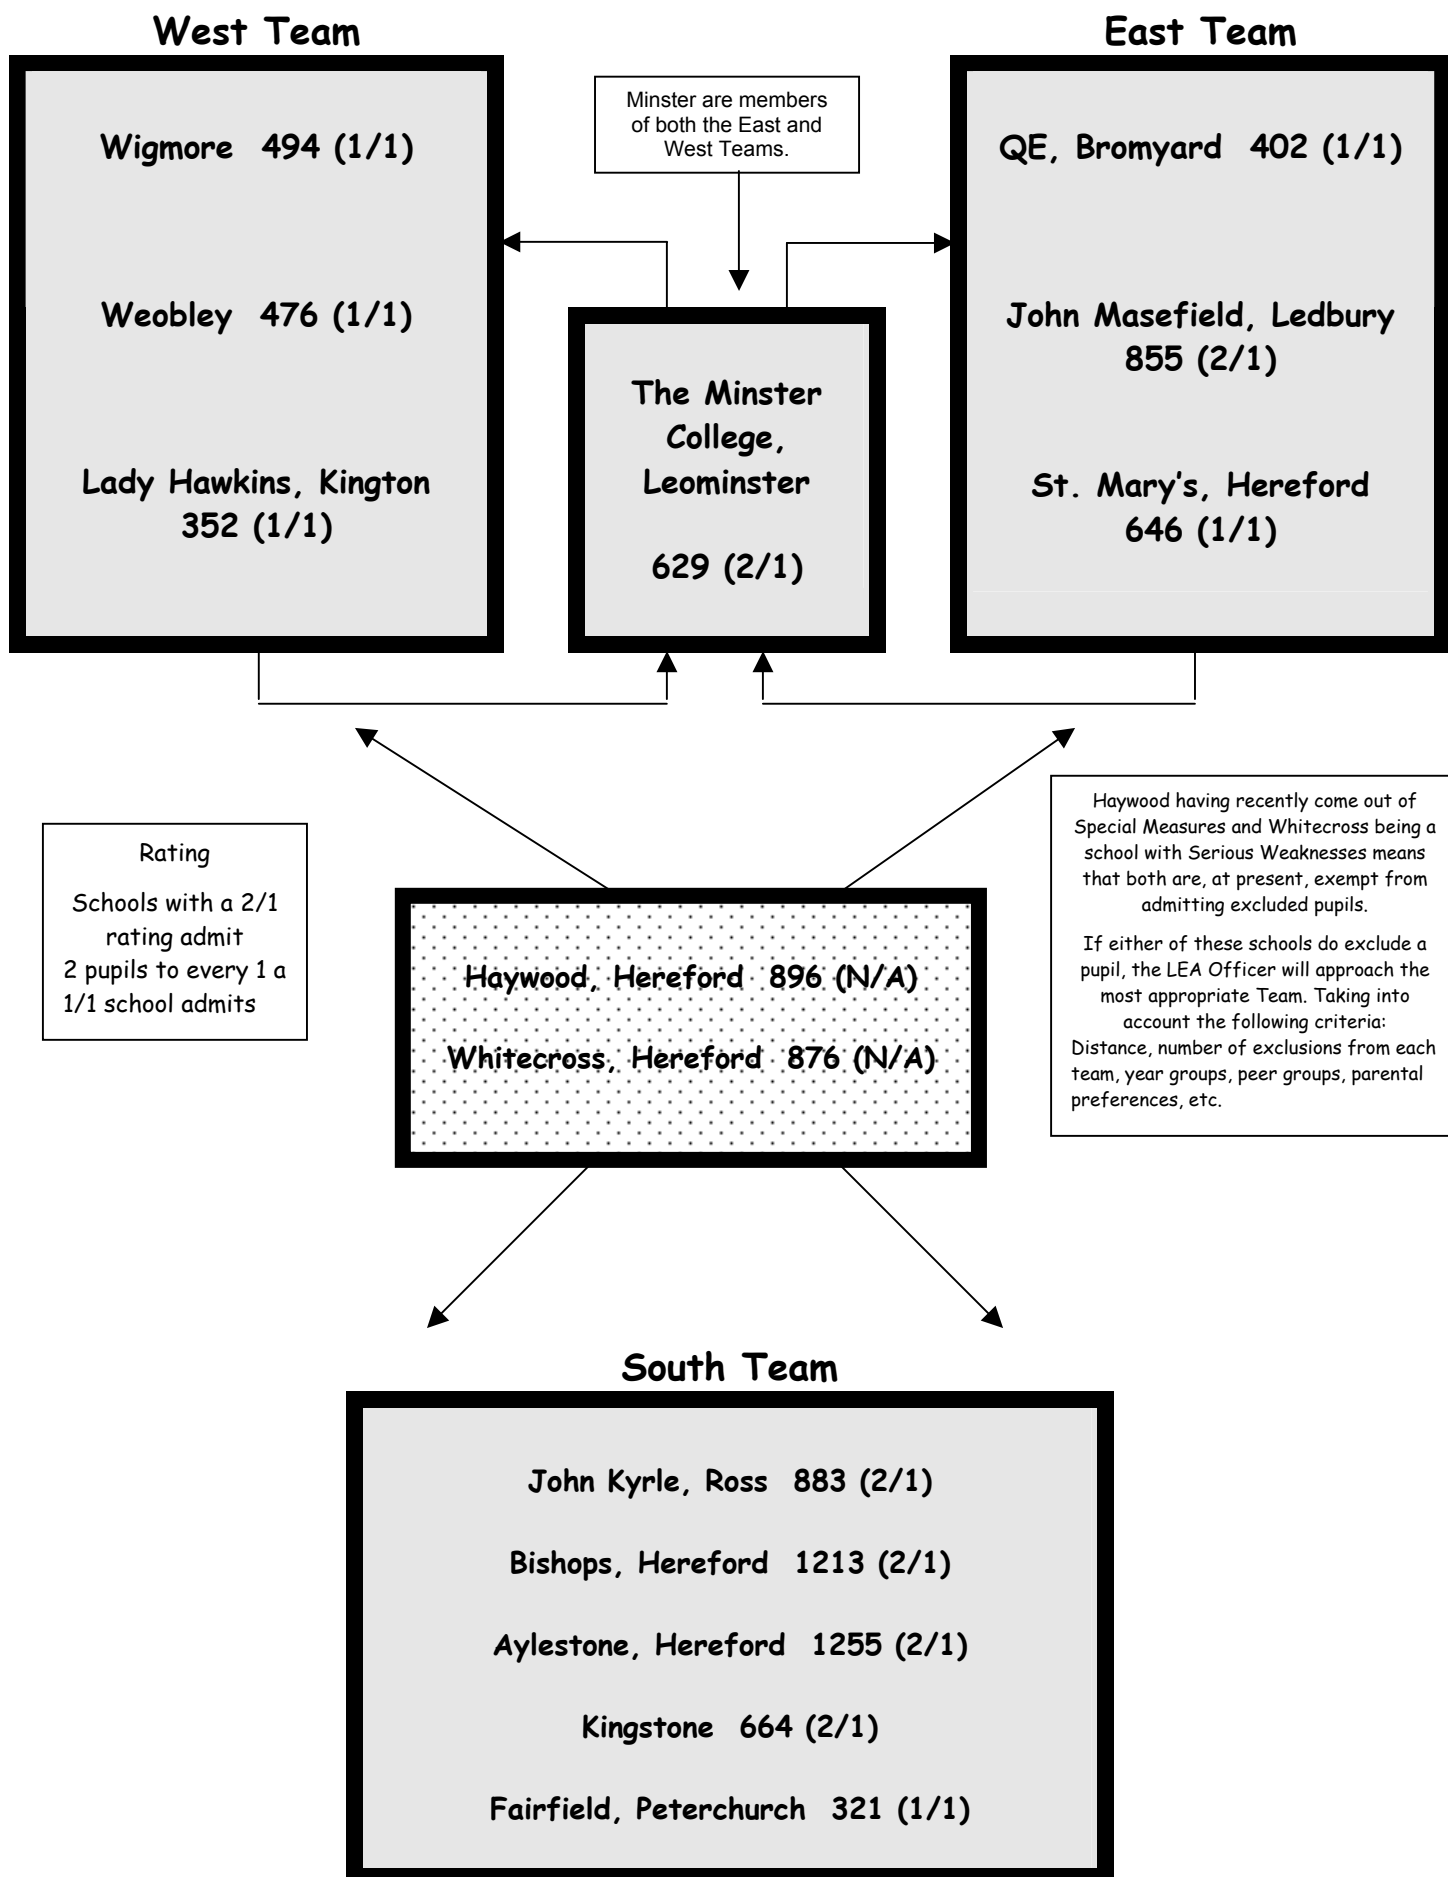 West Team
East Team
Wigmore 494 (1/1)
Weobley 476 (1/1)
Lady Hawkins, Kington
352 (1/1)
Minster are members
of both the East and
West Teams.
The Minster
College,
Leominster
629 (2/1)
QE, Bromyard 402 (1/1)
John Masefield, Ledbury
855 (2/1)
St. Mary's, Hereford
646 (1/1)
Rating
Schools with a 2/1
rating admit
2 pupils to every 1 a
1/1 school admits
Haywood, Hereford 896 (N/A)
Whitecross, Hereford 876 (N/A)
Haywood having recently come out of
Special Measures and Whitecross being a
school with Serious Weaknesses means
that both are, at present, exempt from
admitting excluded pupils.
If either of these schools do exclude a
pupil, the LEA Officer will approach the
most appropriate Team. Taking into
account the following criteria:
Distance, number of exclusions from each
team, year groups, peer groups, parental
preferences, etc.
South Team
John Kyrle, Ross 883 (2/1)
Bishops, Hereford 1213 (2/1)
Aylestone, Hereford 1255 (2/1)
Kingstone 664 (2/1)
Fairfield, Peterchurch 321 (1/1)